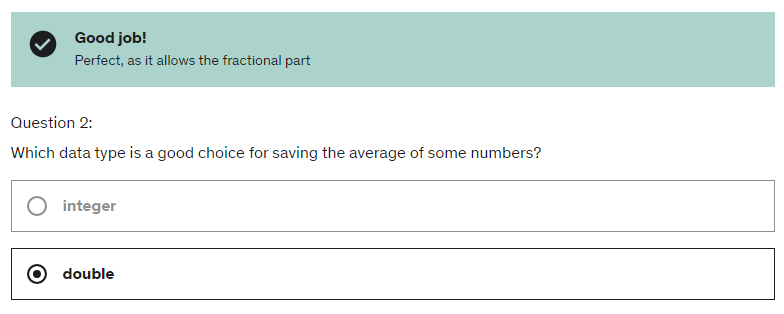 Good job!
Perfect, as it allows the fractional part
Question 2:
Which data type is a good choice for saving the average of some numbers?
integer
double